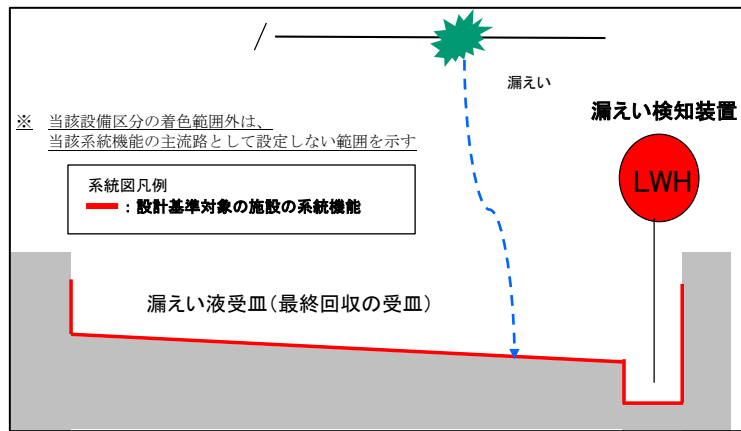 漏えい
漏えい検知装置
※ 当該設備区分の着色範囲外は、
当該系統機能の主流路として設定しない範囲を示す
LWH
系統図凡例
：設計基準対象の施設の系統機能
漏えい液受皿(最終回収の受皿)